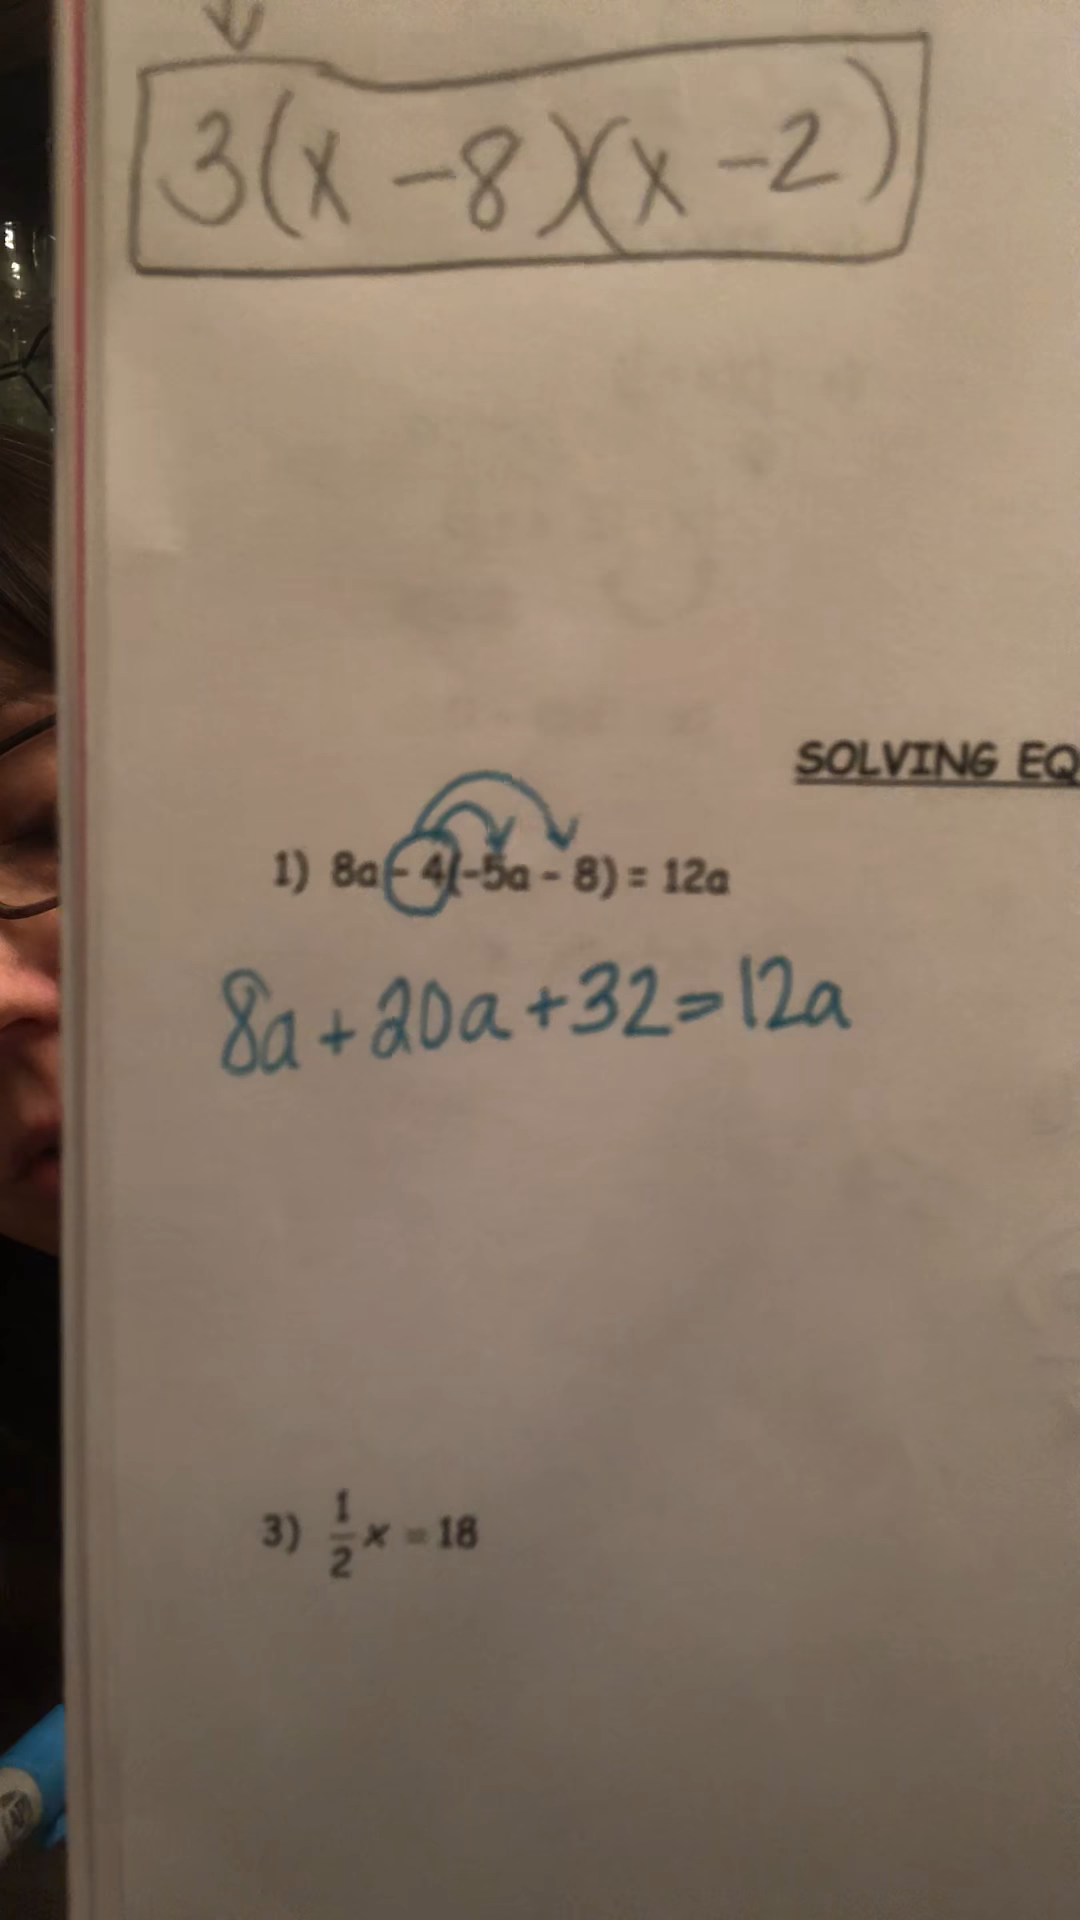 3(x - 8)(x - 2)
SOLVING EQ
1) 8a - 4(-5a - 8) = 12a
8a + 20a + 32 = 12a
3) 1/2 x = 18